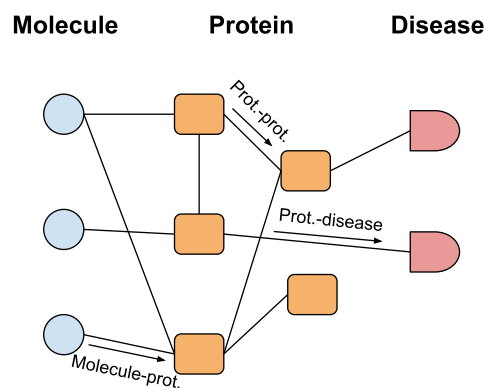 Molecule Protein Disease
Prot.-prot.
Prot.-disease
Molecule-prot.